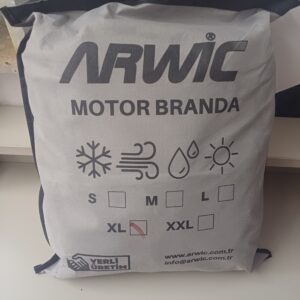 ARWIC®
MOTOR BRANDA
S M L
XL XXL
YERLİ
ÜRETİM
www.arwic.com.tr
info@arwic.com.tr